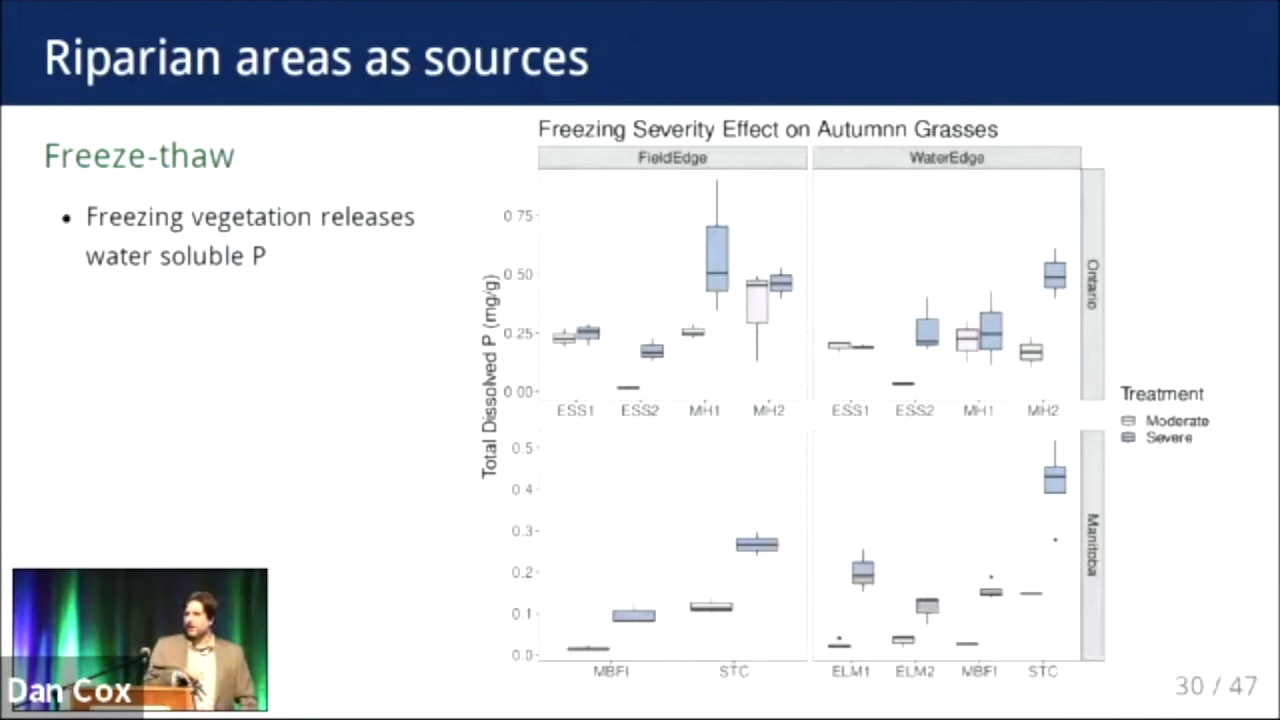 Riparian areas as sources
Freeze-thaw
• Freezing vegetation releases
water soluble P
Freezing Severity Effect on Autumnn Grasses
FieldEdge
WaterEdge
Total Dissolved P (mg/g)
0.75
0.50
0.25
0.00
ESS1 ESS2 MH1 MH2
ESS1 ESS2 MH1 MH2
Ontario
0.5
0.4
0.3
0.2
0.1
0.0
MBFI STC
ELM1 ELM2 MBFI STC
Manitoba
Treatment
Moderate
Severe
Dan Cox
30 / 47